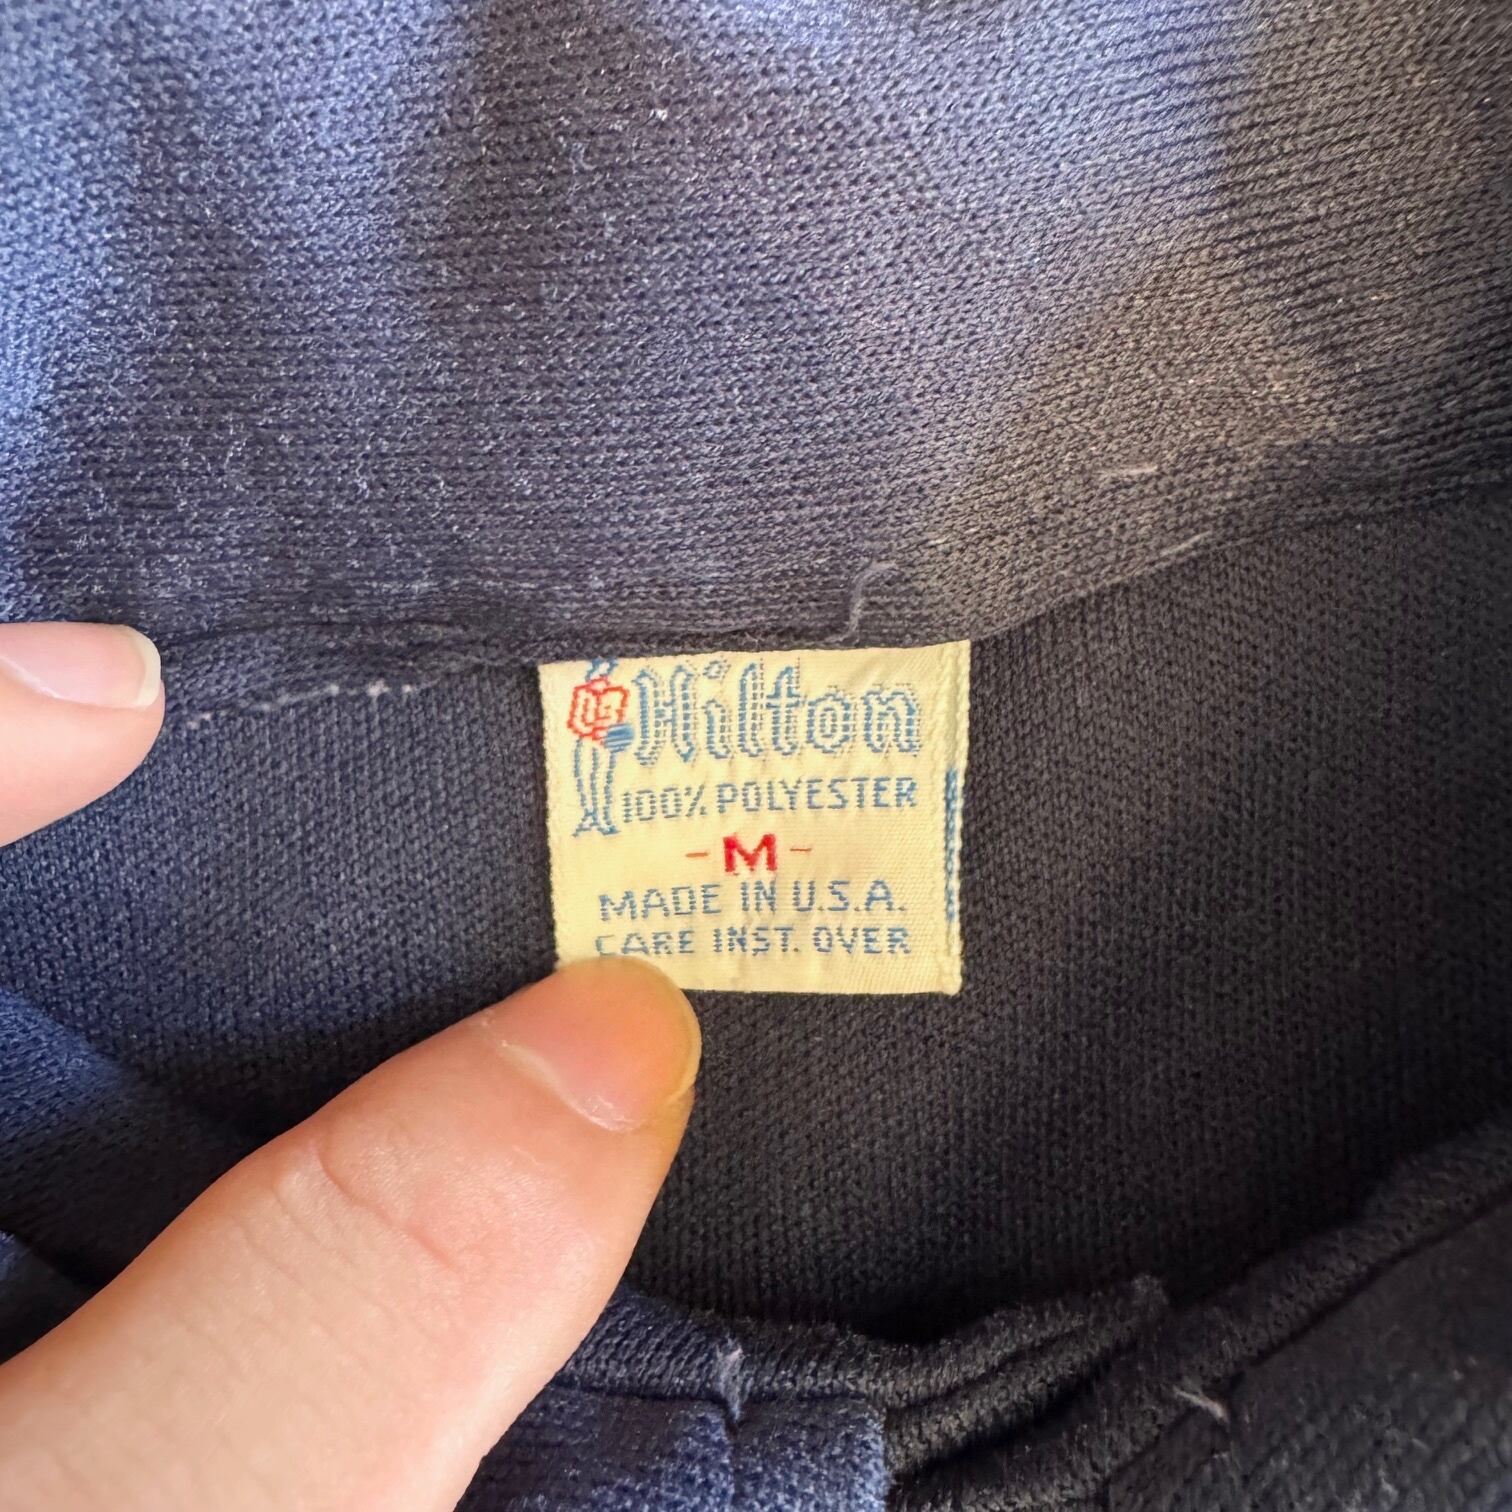 Hilton
100% POLYESTER
- M -
MADE IN U.S.A.
CARE INST. OVER